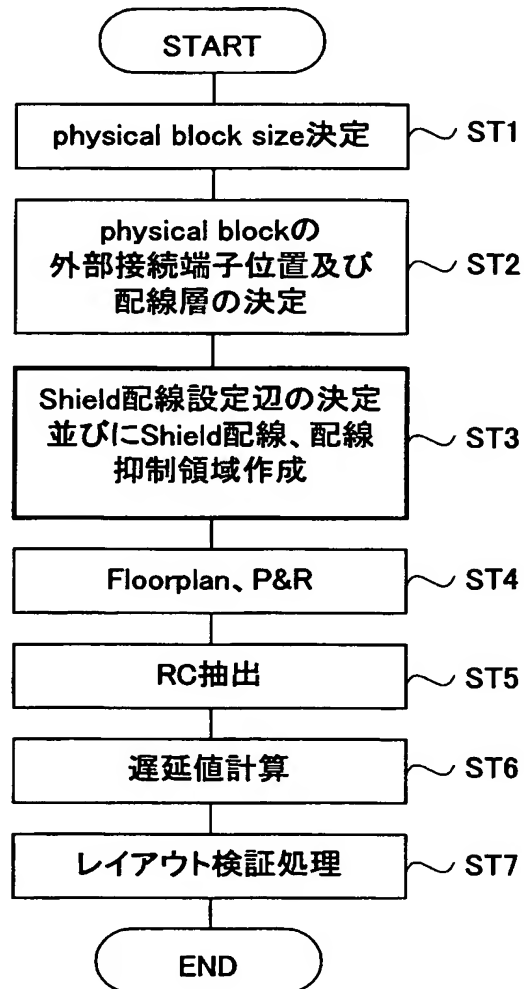 START
physical block size決定
ST1
physical blockの
外部接続端子位置及び
配線層の決定
ST2
Shield配線設定辺の決定
並びにShield配線、配線
抑制領域作成
ST3
Floorplan、P&R
ST4
RC抽出
ST5
遅延値計算
ST6
レイアウト検証処理
ST7
END